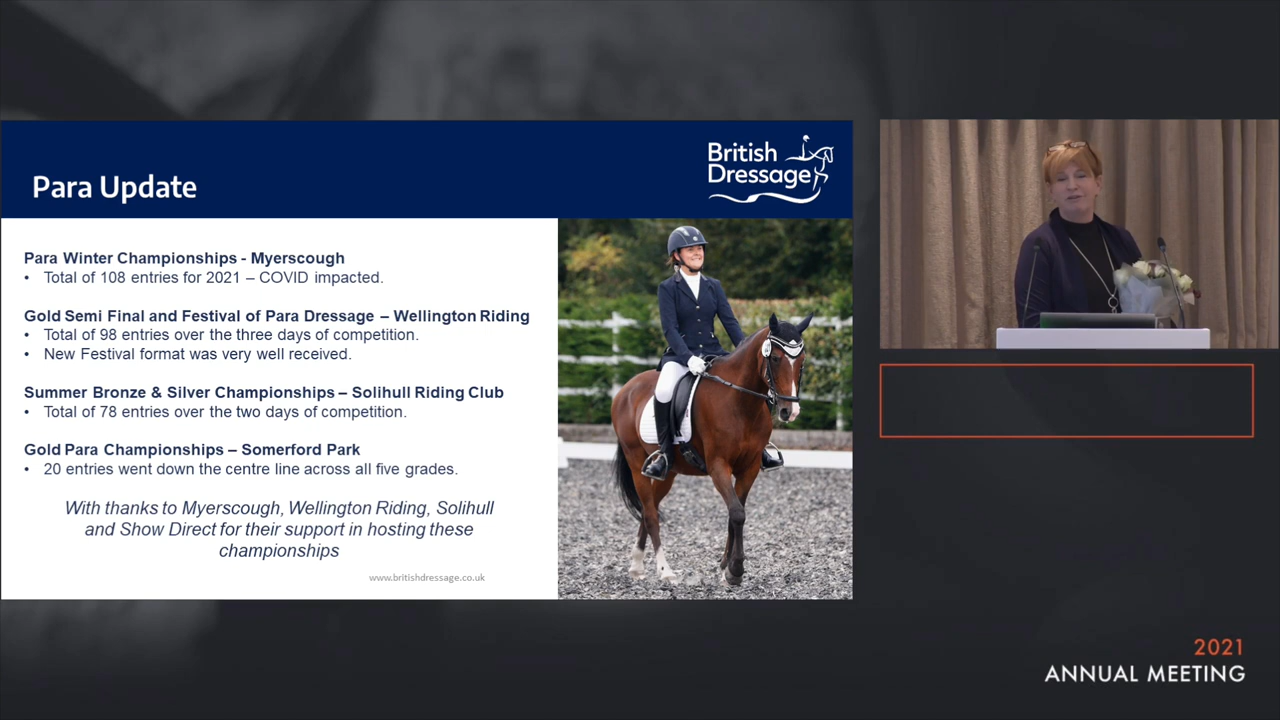 Para Update
British
Dressage
Para Winter Championships - Myerscough
• Total of 108 entries for 2021 – COVID impacted.
Gold Semi Final and Festival of Para Dressage – Wellington Riding
• Total of 98 entries over the three days of competition.
• New Festival format was very well received.
Summer Bronze & Silver Championships – Solihull Riding Club
• Total of 78 entries over the two days of competition.
Gold Para Championships – Somerford Park
• 20 entries went down the centre line across all five grades.
With thanks to Myerscough, Wellington Riding, Solihull
and Show Direct for their support in hosting these
championships
www.britishdressage.co.uk
2021
ANNUAL MEETING